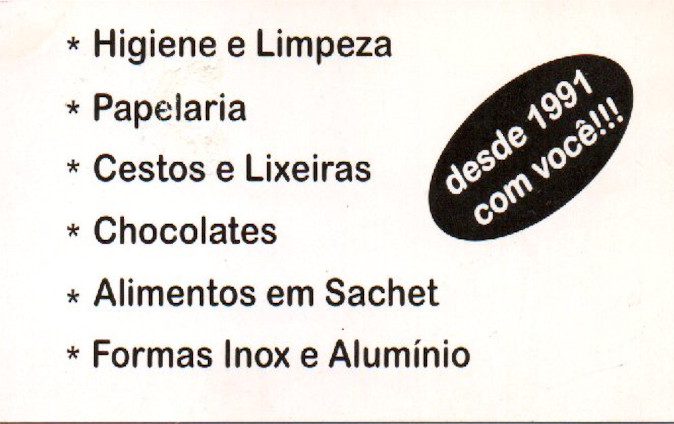 * Higiene e Limpeza
* Papelaria
* Cestos e Lixeiras
* Chocolates
* Alimentos em Sachet
* Formas Inox e Alumínio
desde 1991
com você!!!